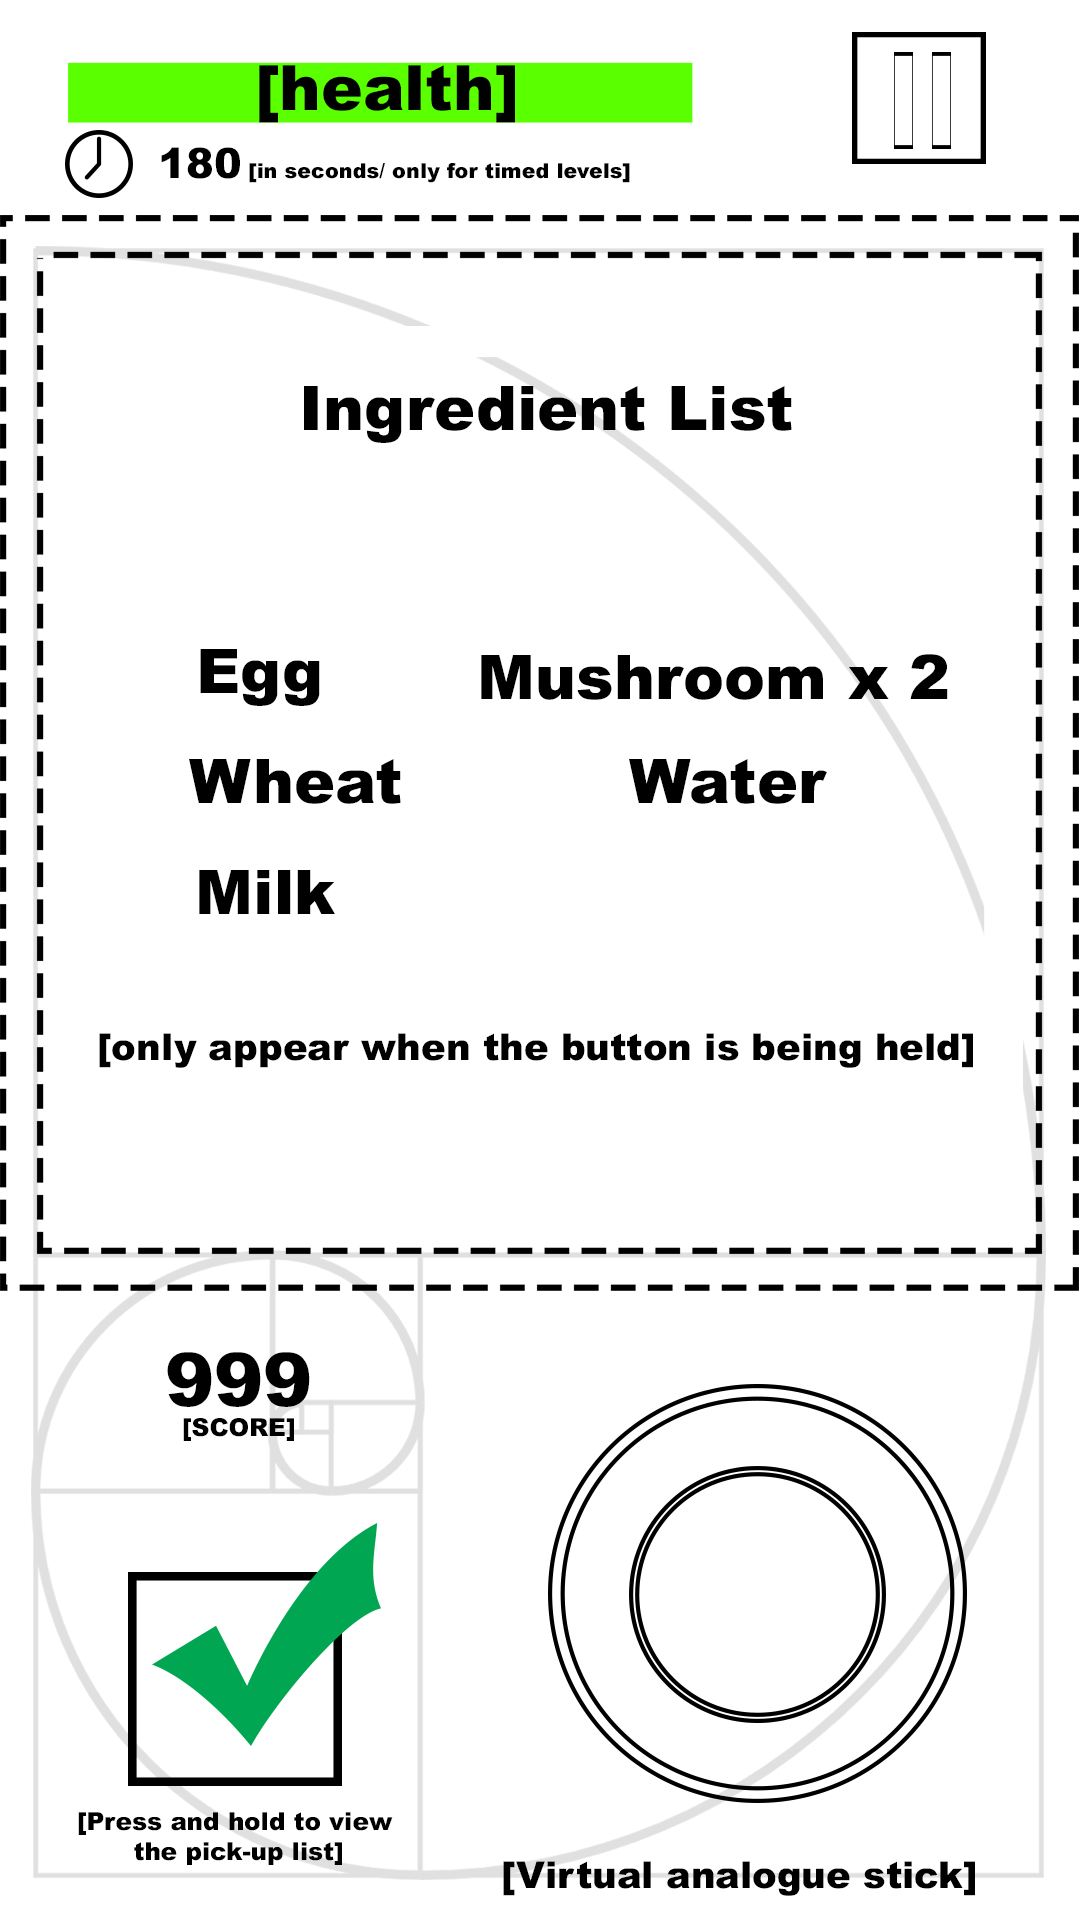 [health]
180 [in seconds/ only for timed levels]
Ingredient List
Egg
Mushroom x 2
Wheat
Water
Milk
[only appear when the button is being held]
999
[SCORE]
[Press and hold to view
the pick-up list]
[Virtual analogue stick]